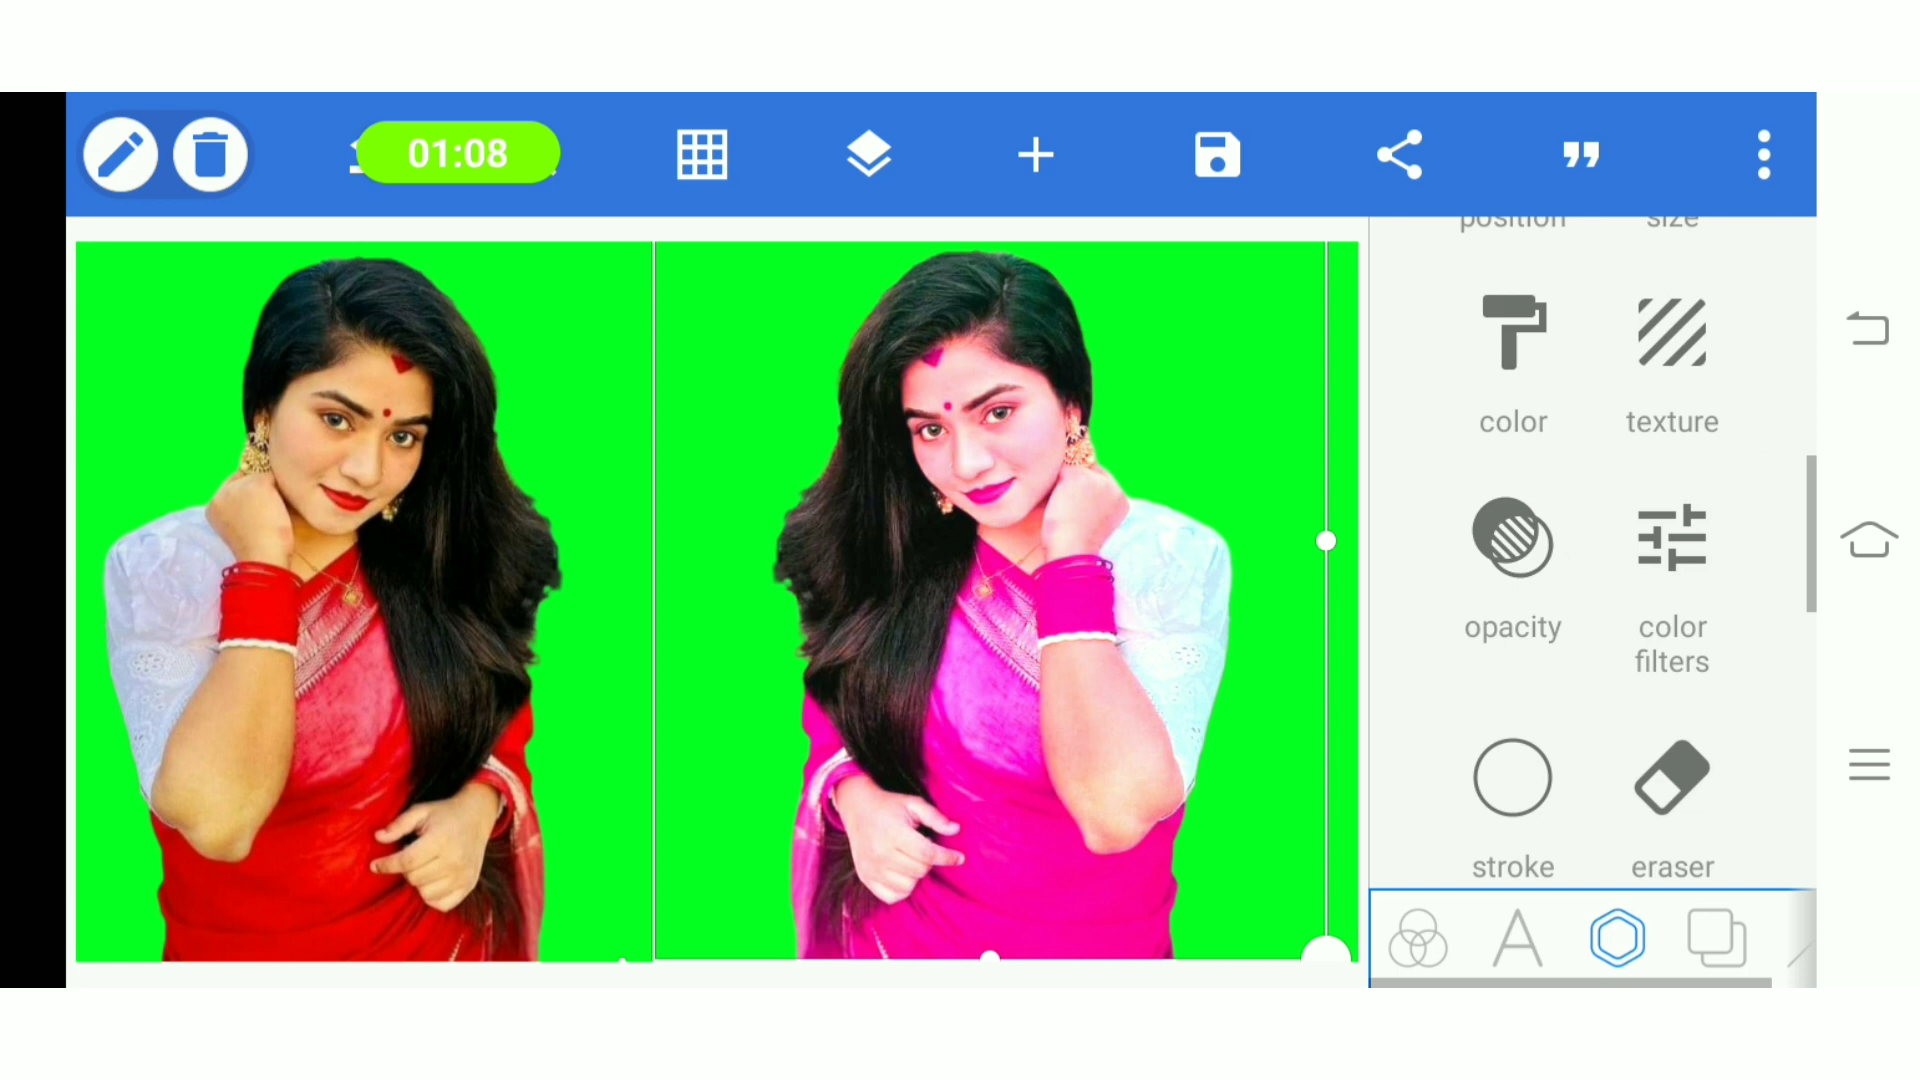 01:08
position size
color texture
opacity color
filters
stroke eraser